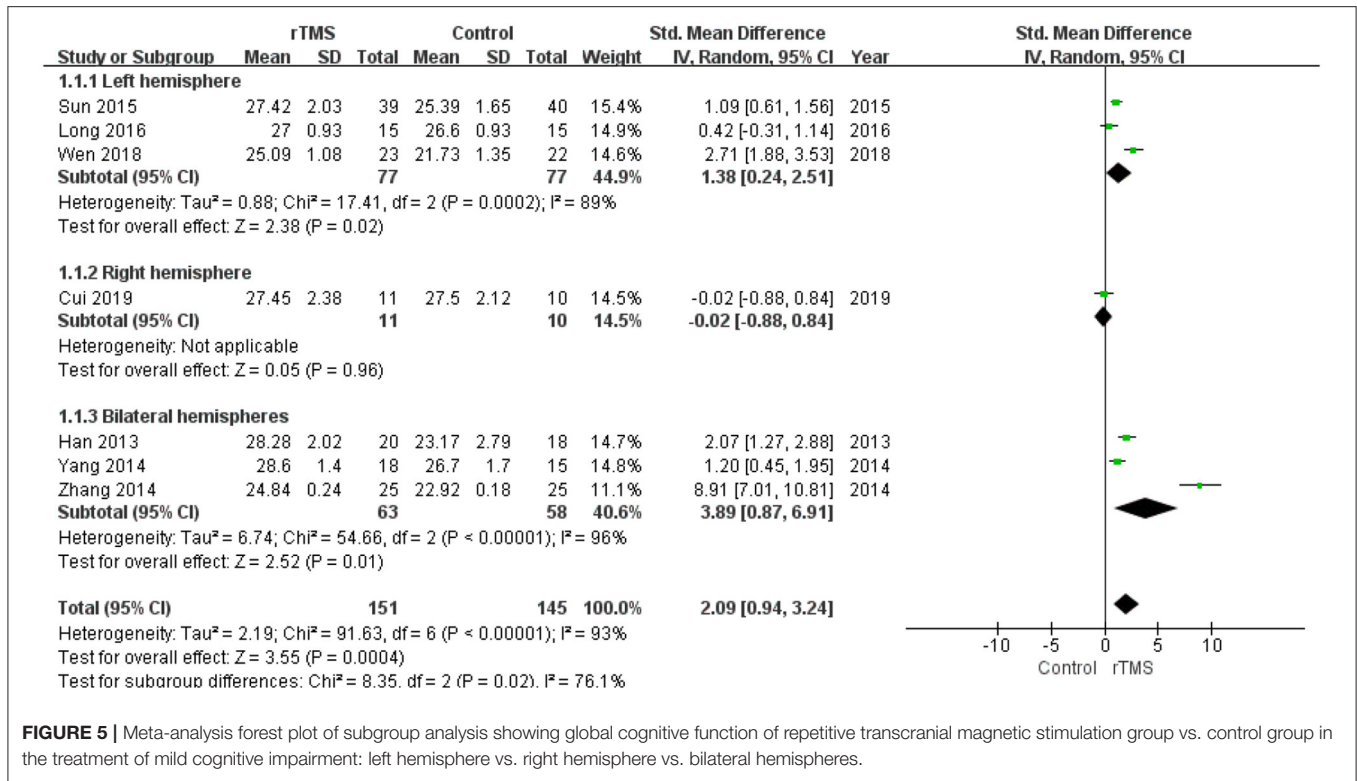 rTMS Control Std. Mean Difference Std. Mean Difference
Study or Subgroup Mean SD Total Mean SD Total Weight IV, Random, 95% CI Year IV, Random, 95% CI
1.1.1 Left hemisphere
Sun 2015 27.42 2.03 39 25.39 1.65 40 15.4% 1.09 [0.61, 1.56] 2015
Long 2016 27 0.93 15 26.6 0.93 15 14.9% 0.42 [-0.31, 1.14] 2016
Wen 2018 25.09 1.08 23 21.73 1.35 22 14.6% 2.71 [1.88, 3.53] 2018
Subtotal (95% CI) 77 77 44.9% 1.38 [0.24, 2.51]
Heterogeneity: Tau² = 0.88; Chi² = 17.41, df = 2 (P = 0.0002); I² = 89%
Test for overall effect: Z = 2.38 (P = 0.02)
1.1.2 Right hemisphere
Cui 2019 27.45 2.38 11 27.5 2.12 10 14.5% -0.02 [-0.88, 0.84] 2019
Subtotal (95% CI) 11 10 14.5% -0.02 [-0.88, 0.84]
Heterogeneity: Not applicable
Test for overall effect: Z = 0.05 (P = 0.96)
1.1.3 Bilateral hemispheres
Han 2013 28.28 2.02 20 23.17 2.79 18 14.7% 2.07 [1.27, 2.88] 2013
Yang 2014 28.6 1.4 18 26.7 1.7 15 14.8% 1.20 [0.45, 1.95] 2014
Zhang 2014 24.84 0.24 25 22.92 0.18 25 11.1% 8.91 [7.01, 10.81] 2014
Subtotal (95% CI) 63 58 40.6% 3.89 [0.87, 6.91]
Heterogeneity: Tau² = 6.74; Chi² = 54.66, df = 2 (P < 0.00001); I² = 96%
Test for overall effect: Z = 2.52 (P = 0.01)
Total (95% CI) 151 145 100.0% 2.09 [0.94, 3.24]
Heterogeneity: Tau² = 2.19; Chi² = 91.63, df = 6 (P < 0.00001); I² = 93%
Test for overall effect: Z = 3.55 (P = 0.0004)
Test for subgroup differences: Chi² = 8.35, df = 2 (P = 0.02), I² = 76.1%
-10 -5 0 5 10
Control rTMS
FIGURE 5 | Meta-analysis forest plot of subgroup analysis showing global cognitive function of repetitive transcranial magnetic stimulation group vs. control group in
the treatment of mild cognitive impairment: left hemisphere vs. right hemisphere vs. bilateral hemispheres.